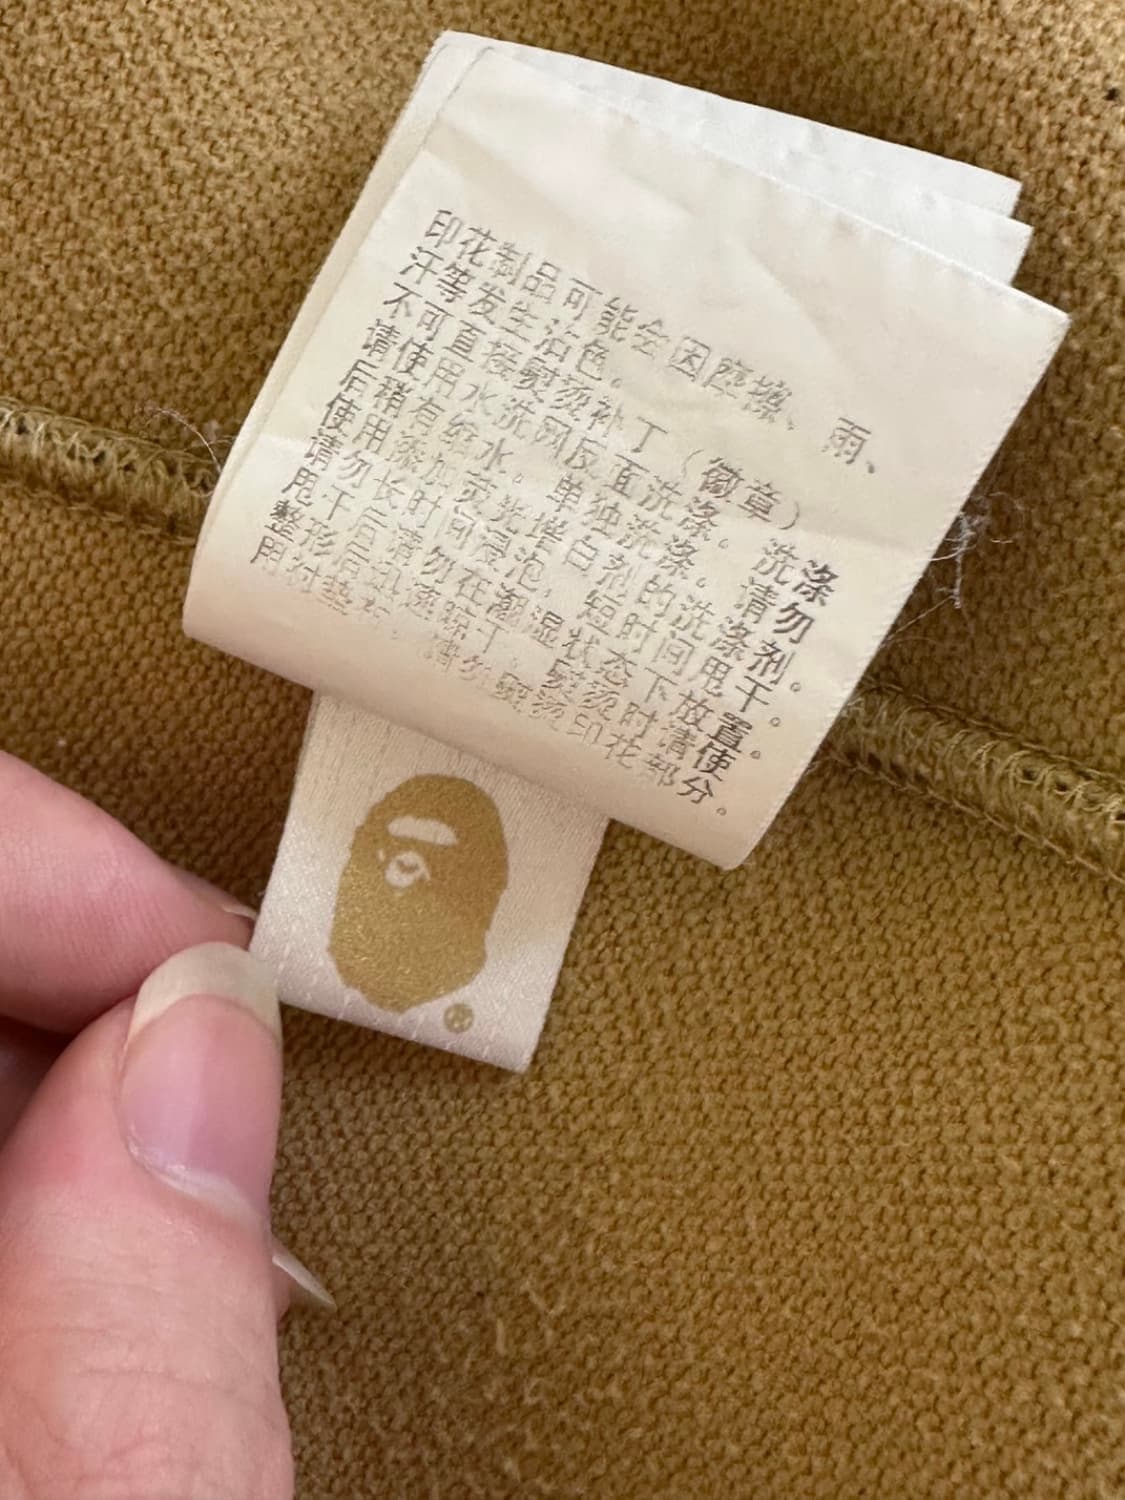 印花制品可能会因摩擦、雨、
汗等发生沾色。
不可直接熨烫补丁（徽章）
请使用水洗网反直洗涤。洗涤
后稍有缩水。单独洗涤。请勿
使用添加荧光增白剂的洗涤剂。
请勿长时间浸泡，短时间甩干。
甩干后请勿在潮湿状态下放置。
整形后迅速晾干。熨烫时请使
用衬垫布。请勿熨烫印花部分。